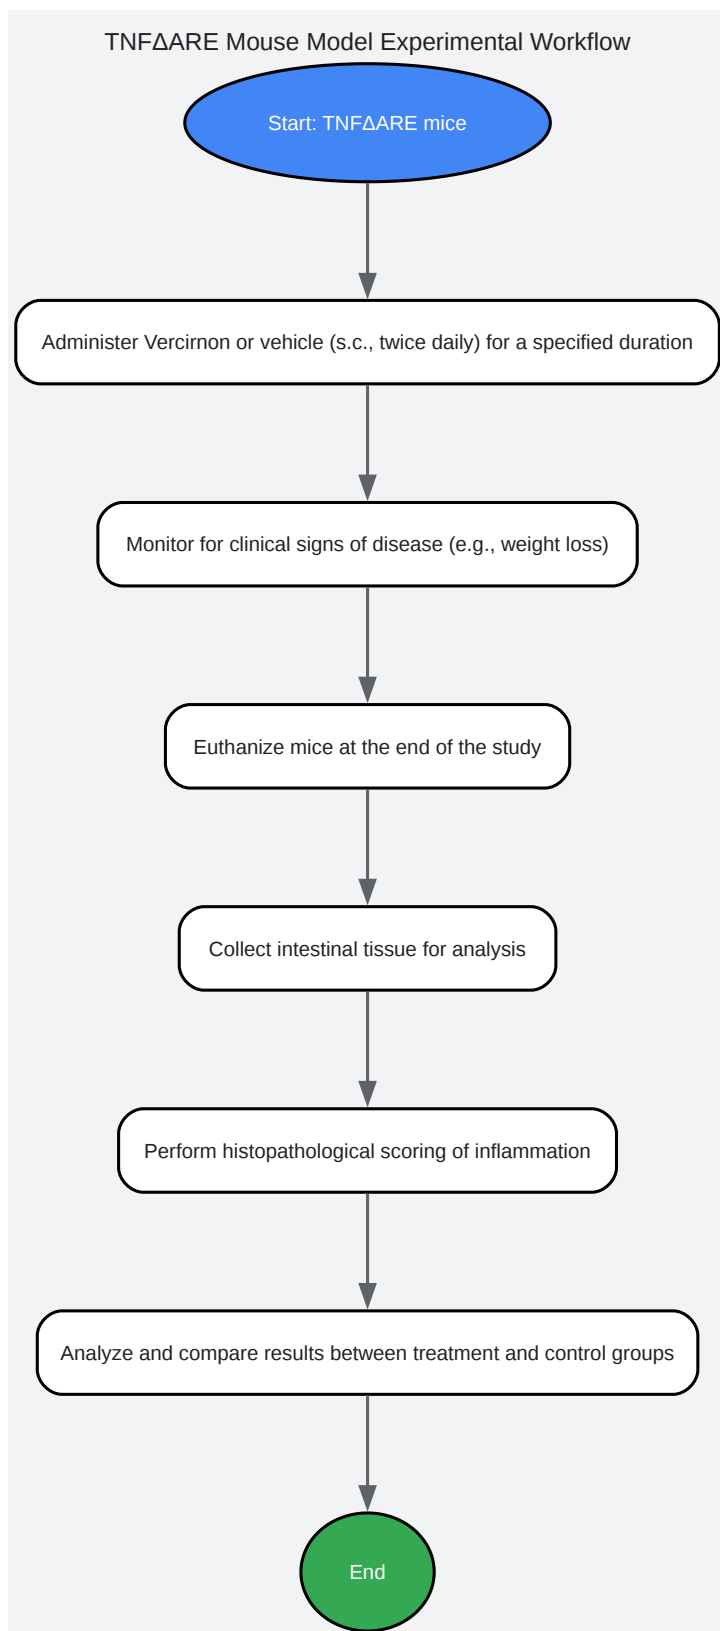 TNFΔARE Mouse Model Experimental Workflow
Start: TNFΔARE mice
Administer Vercirnon or vehicle (s.c., twice daily) for a specified duration
Monitor for clinical signs of disease (e.g., weight loss)
Euthanize mice at the end of the study
Collect intestinal tissue for analysis
Perform histopathological scoring of inflammation
Analyze and compare results between treatment and control groups
End